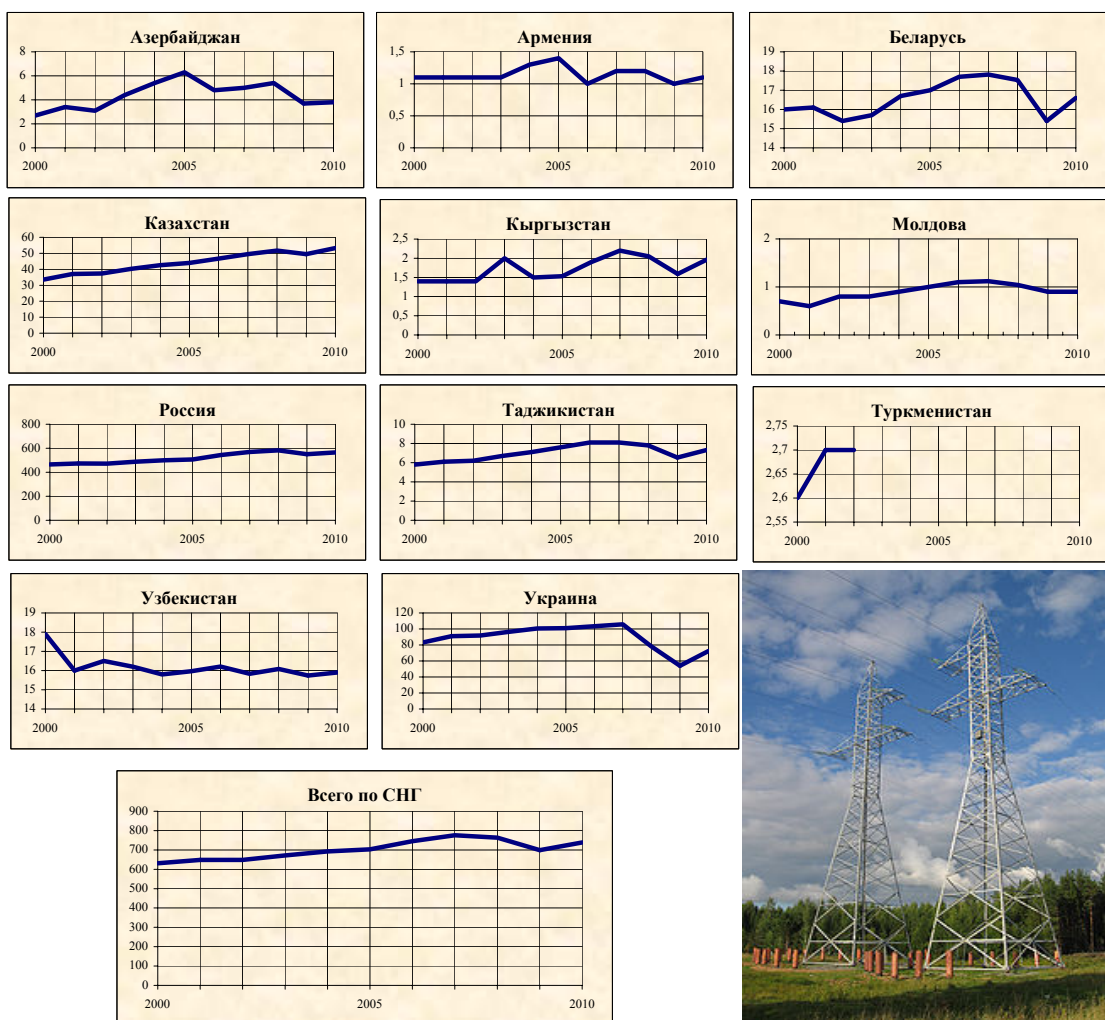 Азербайджан
8
6
4
2
0
2000 2005 2010
Армения
1,5
1
0,5
0
2000 2005 2010
Беларусь
19
18
17
16
15
14
2000 2005 2010
Казахстан
60
50
40
30
20
10
0
2000 2005 2010
Кыргызстан
2,5
2
1,5
1
0,5
0
2000 2005 2010
Молдова
2
1
0
2000 2005 2010
Россия
800
600
400
200
0
2000 2005 2010
Таджикистан
10
8
6
4
2
0
2000 2005 2010
Туркменистан
2,75
2,7
2,65
2,6
2,55
2000 2005 2010
Узбекистан
19
18
17
16
15
14
2000 2005 2010
Украина
120
100
80
60
40
20
0
2000 2005 2010
Всего по СНГ
900
800
700
600
500
400
300
200
100
0
2000 2005 2010